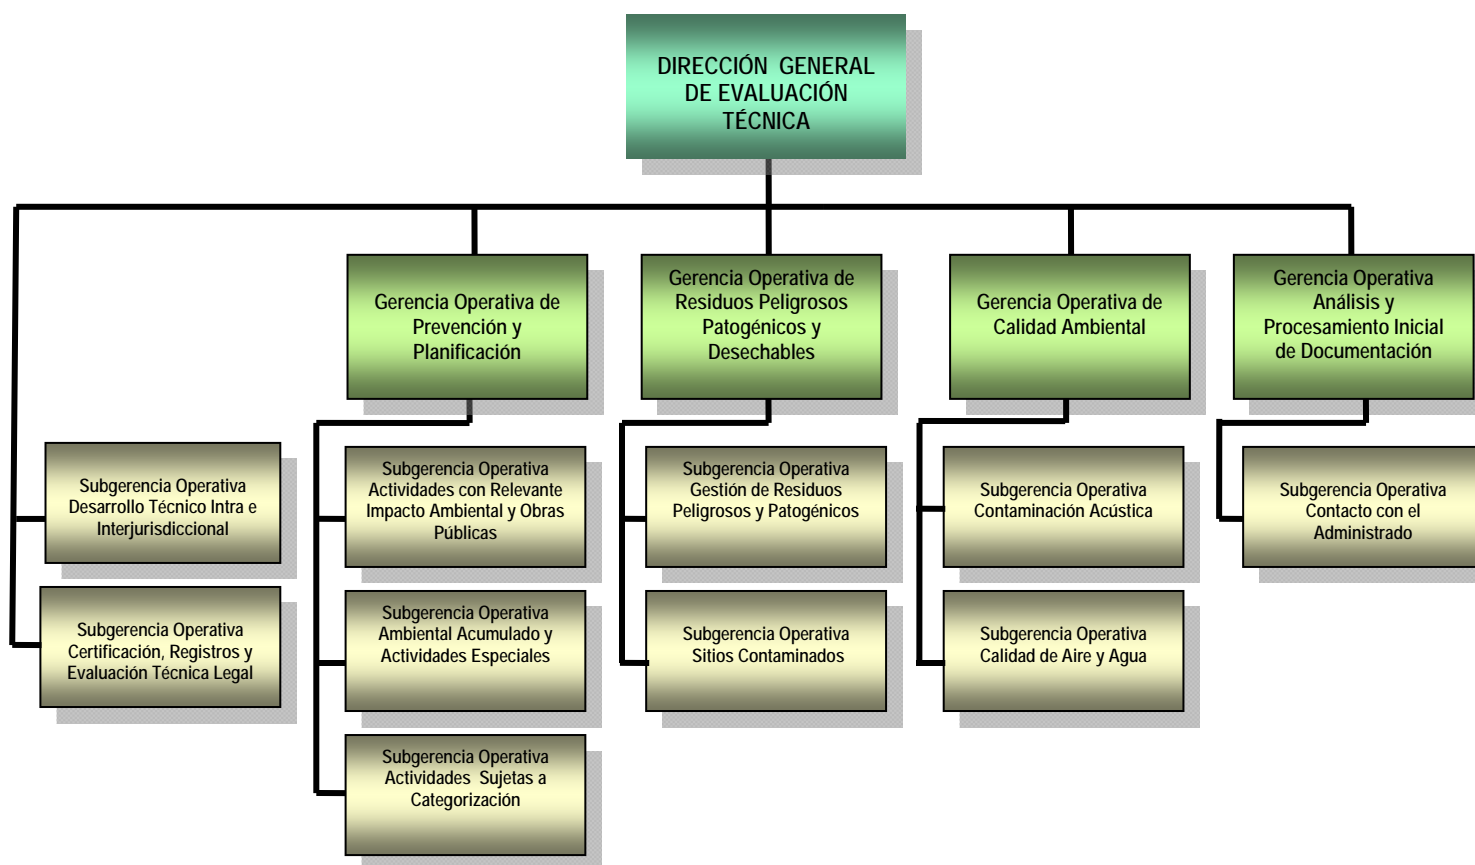 DIRECCIÓN GENERAL
DE EVALUACIÓN
TÉCNICA
Gerencia Operativa de
Prevención y
Planificación
Gerencia Operativa de
Residuos Peligrosos
Patogénicos y
Desechables
Gerencia Operativa de
Calidad Ambiental
Gerencia Operativa
Análisis y
Procesamiento Inicial
de Documentación
Subgerencia Operativa
Desarrollo Técnico Intra e
Interjurisdiccional
Subgerencia Operativa
Actividades con Relevante
Impacto Ambiental y Obras
Públicas
Subgerencia Operativa
Gestión de Residuos
Peligrosos y Patogénicos
Subgerencia Operativa
Contaminación Acústica
Subgerencia Operativa
Contacto con el
Administrado
Subgerencia Operativa
Certificación, Registros y
Evaluación Técnica Legal
Subgerencia Operativa
Ambiental Acumulado y
Actividades Especiales
Subgerencia Operativa
Sitios Contaminados
Subgerencia Operativa
Calidad de Aire y Agua
Subgerencia Operativa
Actividades Sujetas a
Categorización